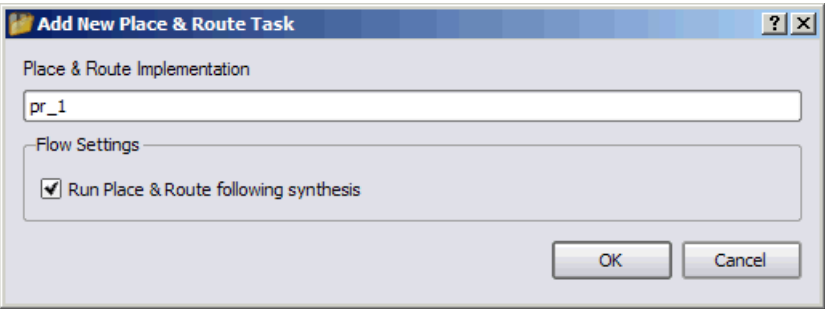 Add New Place & Route Task
Place & Route Implementation
pr_1
Flow Settings
Run Place & Route following synthesis
OK Cancel